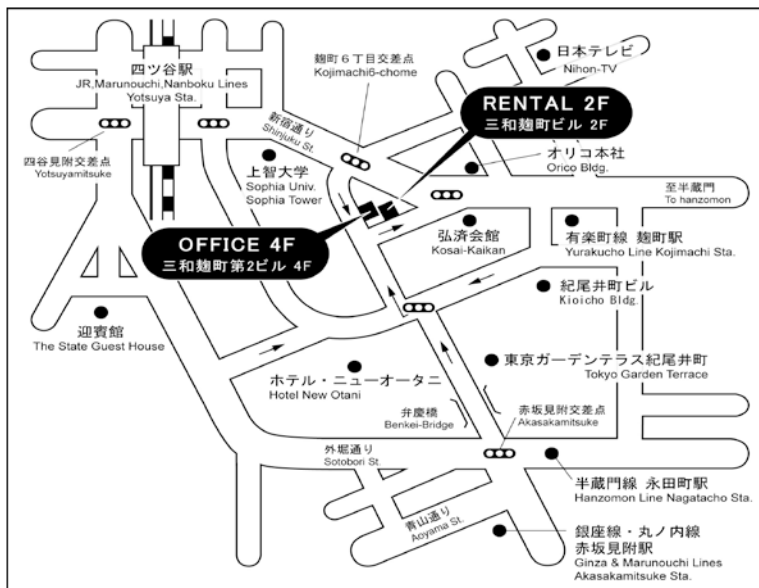 四ツ谷駅
JR,Marunouchi,Nanboku Lines
Yotsuya Sta.
麹町6丁目交差点
Kojimachi6-chome
日本テレビ
Nihon-TV
RENTAL 2F
三和麹町ビル 2F
新宿通り
Shinjuku St.
四谷見附交差点
Yotsuyamitsuke
上智大学
Sophia Univ.
Sophia Tower
オリコ本社
Orico Bldg.
至半蔵門
To hanzomon
OFFICE 4F
三和麹町第2ビル 4F
弘済会館
Kosai-Kaikan
有楽町線 麹町駅
Yurakucho Line Kojimachi Sta.
紀尾井町ビル
Kioicho Bldg.
迎賓館
The State Guest House
ホテル・ニューオータニ
Hotel New Otani
東京ガーデンテラス紀尾井町
Tokyo Garden Terrace
弁慶橋
Benkei-Bridge
赤坂見附交差点
Akasakamitsuke
外堀通り
Sotobori St.
半蔵門線 永田町駅
Hanzomon Line Nagatacho Sta.
青山通り
Aoyama St.
銀座線・丸ノ内線
赤坂見附駅
Ginza & Marunouchi Lines
Akasakamitsuke Sta.